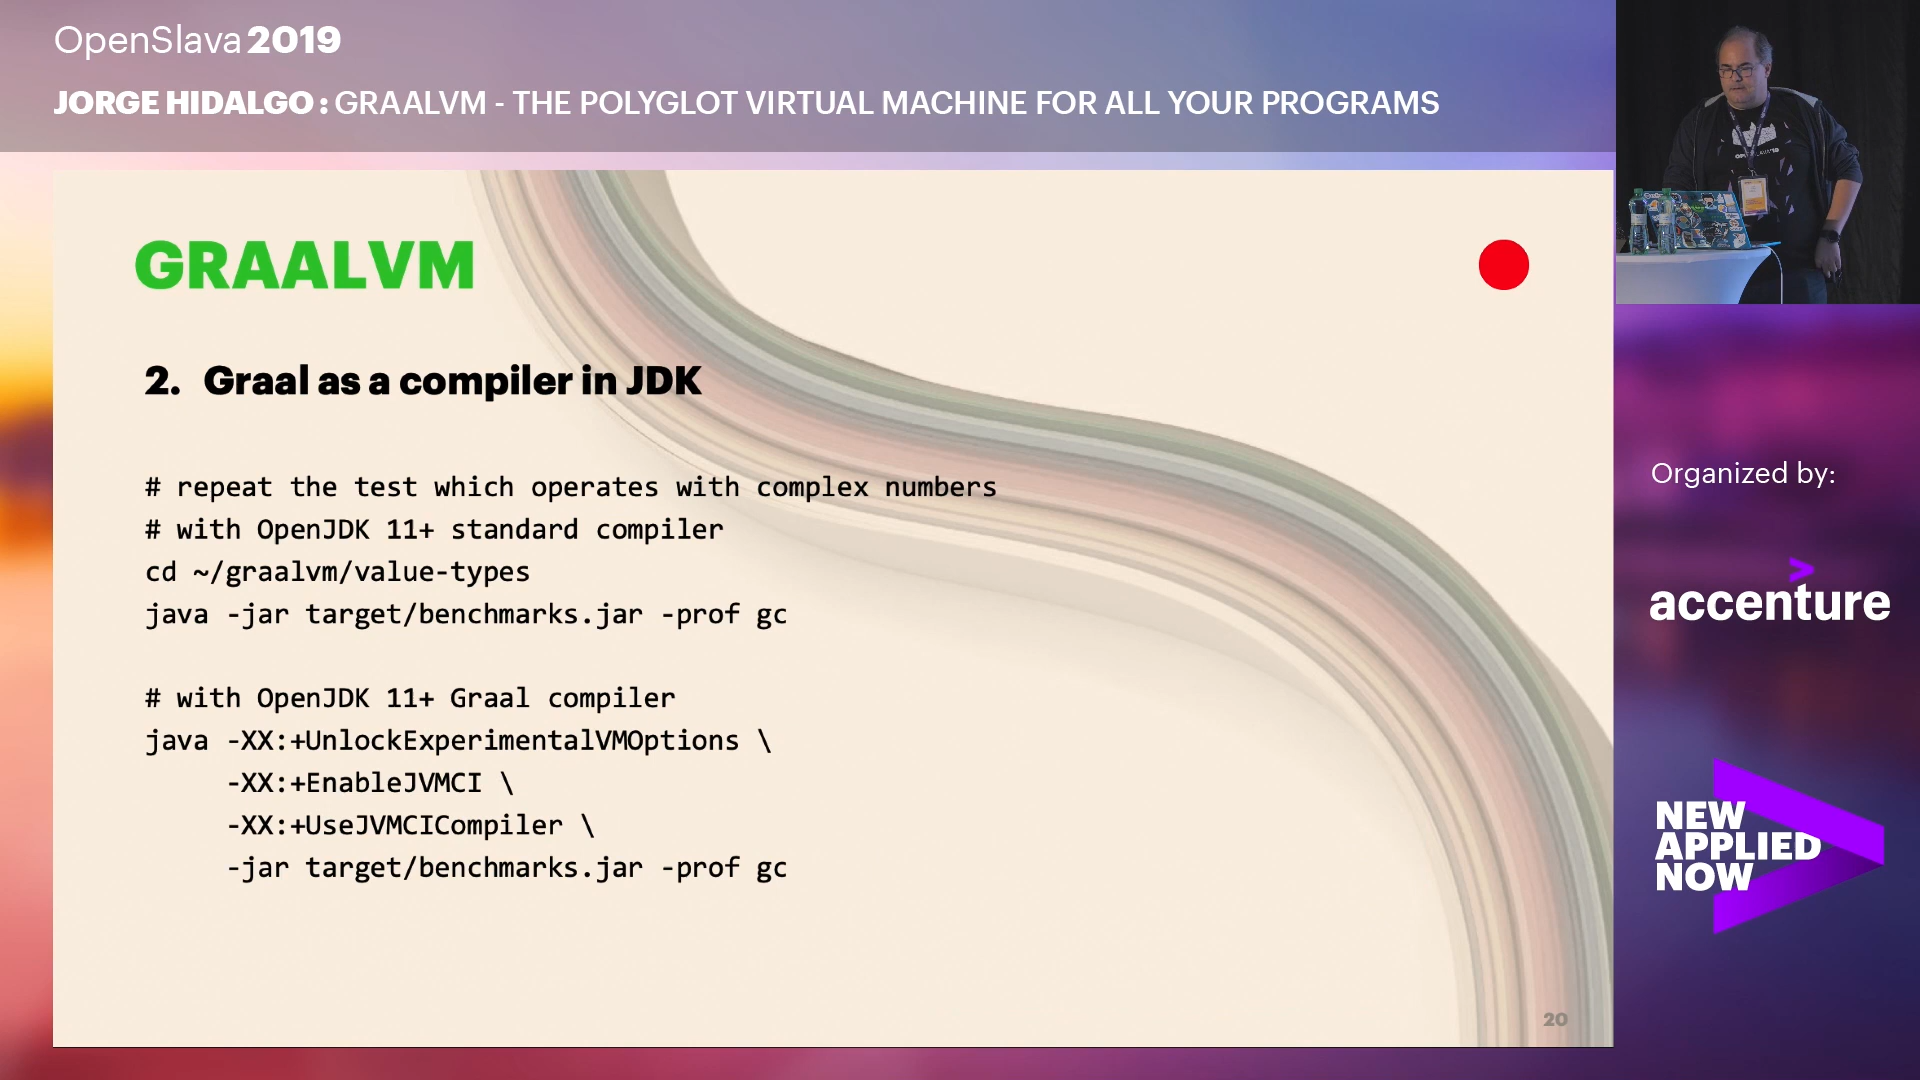 OpenSlava 2019
JORGE HIDALGO : GRAALVM - THE POLYGLOT VIRTUAL MACHINE FOR ALL YOUR PROGRAMS
GRAALVM
2. Graal as a compiler in JDK
# repeat the test which operates with complex numbers
# with OpenJDK 11+ standard compiler
cd ~/graalvm/value-types
java -jar target/benchmarks.jar -prof gc
# with OpenJDK 11+ Graal compiler
java -XX:+UnlockExperimentalVMOptions \
-XX:+EnableJVMCI \
-XX:+UseJVMCICompiler \
-jar target/benchmarks.jar -prof gc
20
Organized by:
accenture
NEW
APPLIED
NOW